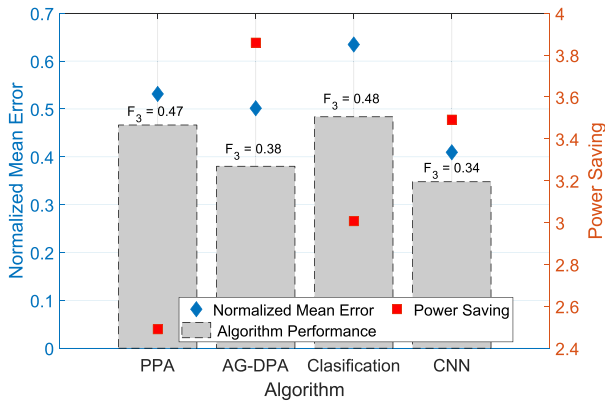 0.7
0.6
0.5
0.4
0.3
0.2
0.1
0
Normalized Mean Error
4
3.8
3.6
3.4
3.2
3
2.8
2.6
2.4
Power Saving
F3 = 0.47
F3 = 0.38
F3 = 0.48
F3 = 0.34
Normalized Mean Error Power Saving
Algorithm Performance
PPA AG-DPA Clasification CNN
Algorithm